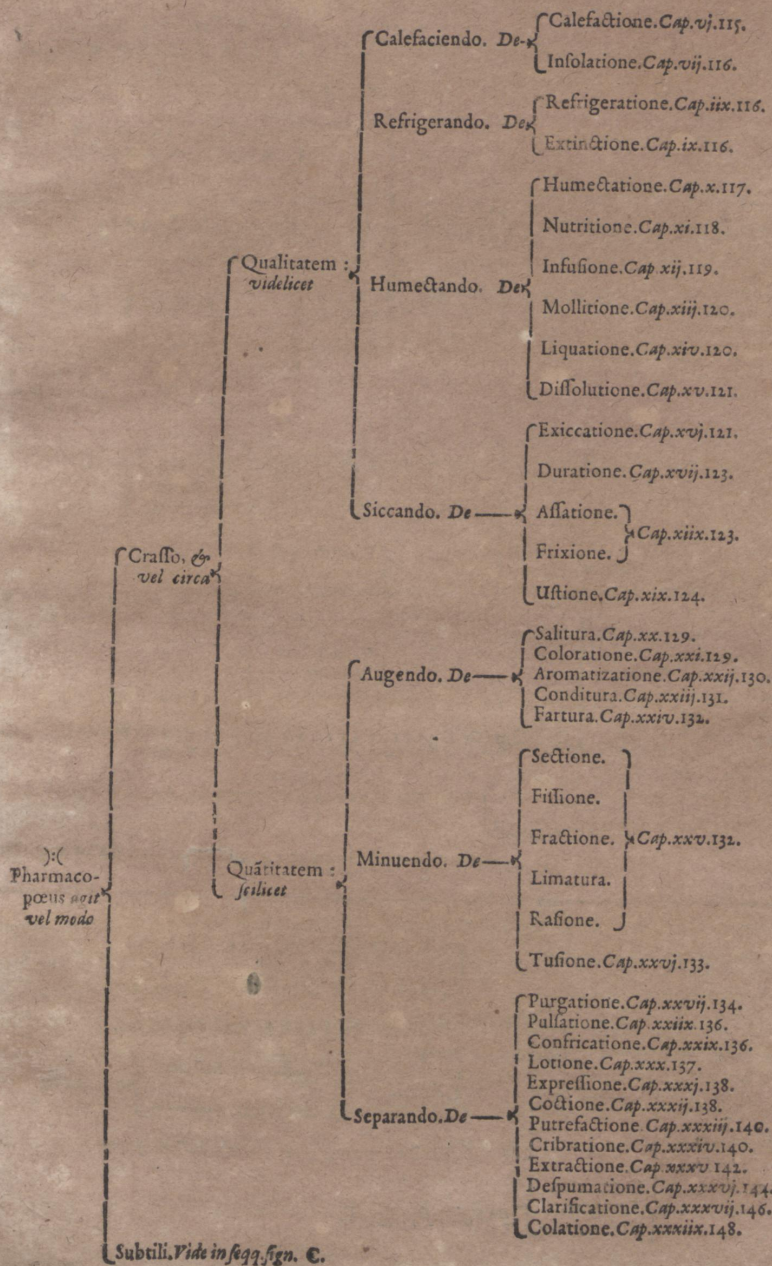 ):(
Pharmaco-
pœus agit
vel modo
Craſſo, &
vel circa
Qualitatem :
videlicet
Calefaciendo. De
Calefactione. Cap. vj. 115.
Inſolatione. Cap. vij. 116.
Refrigerando. De
Refrigeratione. Cap. iix. 116.
Extinctione. Cap. ix. 116.
Humectando. De
Humectatione. Cap. x. 117.
Nutritione. Cap. xi. 118.
Infuſione. Cap. xij. 119.
Mollitione. Cap. xiij. 120.
Liquatione. Cap. xiv. 120.
Diſſolutione. Cap. xv. 121.
Siccando. De
Exiccatione. Cap. xvj. 121.
Duratione. Cap. xvij. 123.
Aſſatione.
Frixione.
Cap. xiix. 123.
Uſtione. Cap. xix. 124.
Quãtitatem :
ſcilicet
Augendo. De
Salitura. Cap. xx. 129.
Coloratione. Cap. xxi. 129.
Aromatizatione. Cap. xxij. 130.
Conditura. Cap. xxiij. 131.
Fartura. Cap. xxiv. 132.
Minuendo. De
Sectione.
Fiſſione.
Fractione.
Limatura.
Raſione.
Cap. xxv. 132.
Tuſione. Cap. xxvj. 133.
Separando. De
Purgatione. Cap. xxvij. 134.
Pulſatione. Cap. xxiix. 136.
Confricatione. Cap. xxix. 136.
Lotione. Cap. xxx. 137.
Expreſſione. Cap. xxxj. 138.
Coctione. Cap. xxxij. 138.
Putrefactione. Cap. xxxiij. 140.
Cribratione. Cap. xxxiv. 140.
Extractione. Cap. xxxv. 142.
Deſpumatione. Cap. xxxvj. 144.
Clarificatione. Cap. xxxvij. 146.
Colatione. Cap. xxxiix. 148.
Subtili. Vide in ſeqq. ſign. C.